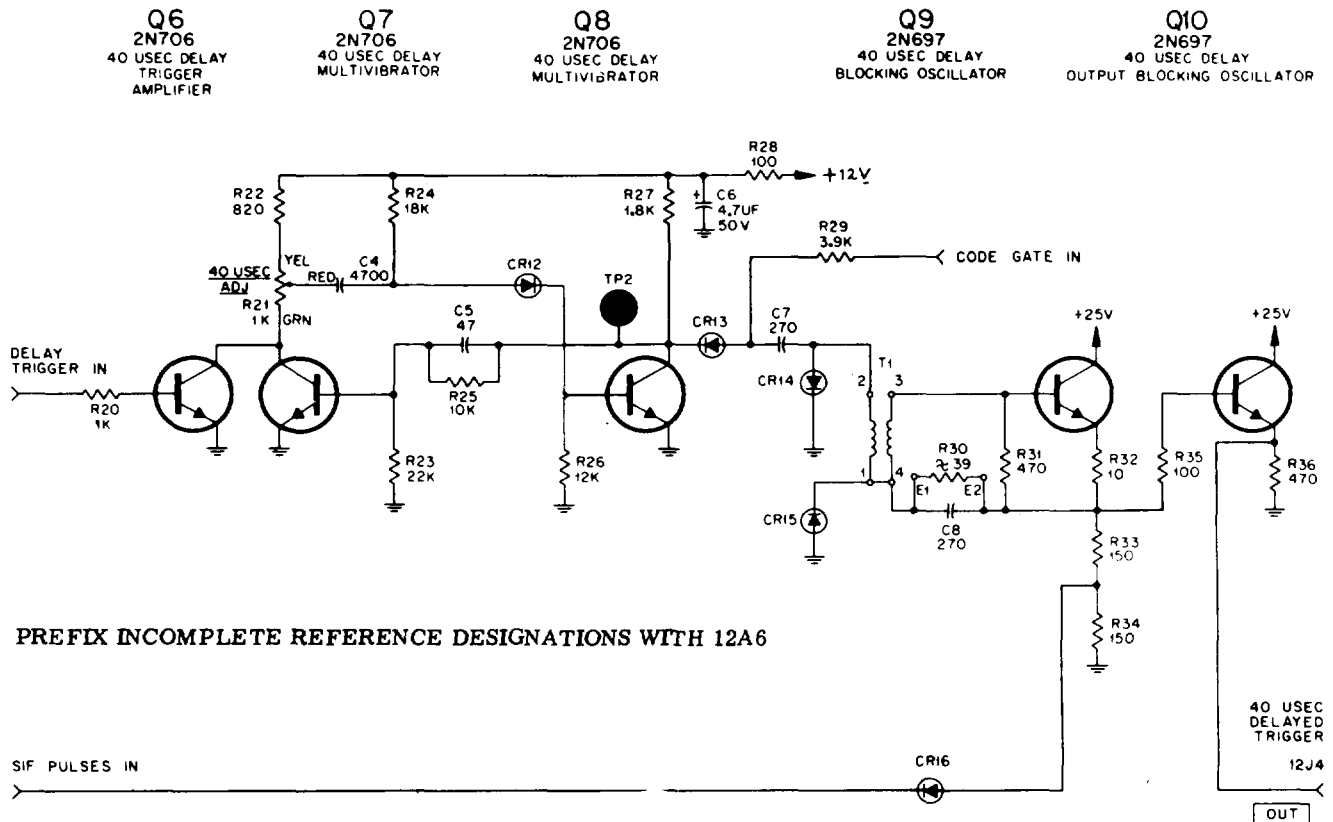 Q6
2N706
40 USEC DELAY
TRIGGER
AMPLIFIER
Q7
2N706
40 USEC DELAY
MULTIVIBRATOR
Q8
2N706
40 USEC DELAY
MULTIVIBRATOR
Q9
2N697
40 USEC DELAY
BLOCKING OSCILLATOR
Q10
2N697
40 USEC DELAY
OUTPUT BLOCKING OSCILLATOR
R22
820
R24
18K
R27
1.8K
+
C6
4.7UF
50V
R28
100
+12V
R29
3.9K
CODE GATE IN
40 USEC
ADJ
YEL
RED
C4
4700
R21
1K
GRN
CR12
TP2
C5
47
R25
10K
CR13
C7
270
CR14
T1
2
3
1
4
+25V
+25V
DELAY
TRIGGER IN
R20
1K
R23
22K
R26
12K
CR15
R30
≈ 39
E1
E2
C8
270
R31
470
R32
10
R35
100
R36
470
R33
150
R34
150
PREFIX INCOMPLETE REFERENCE DESIGNATIONS WITH 12A6
SIF PULSES IN
CR16
40 USEC
DELAYED
TRIGGER
12J4
OUT